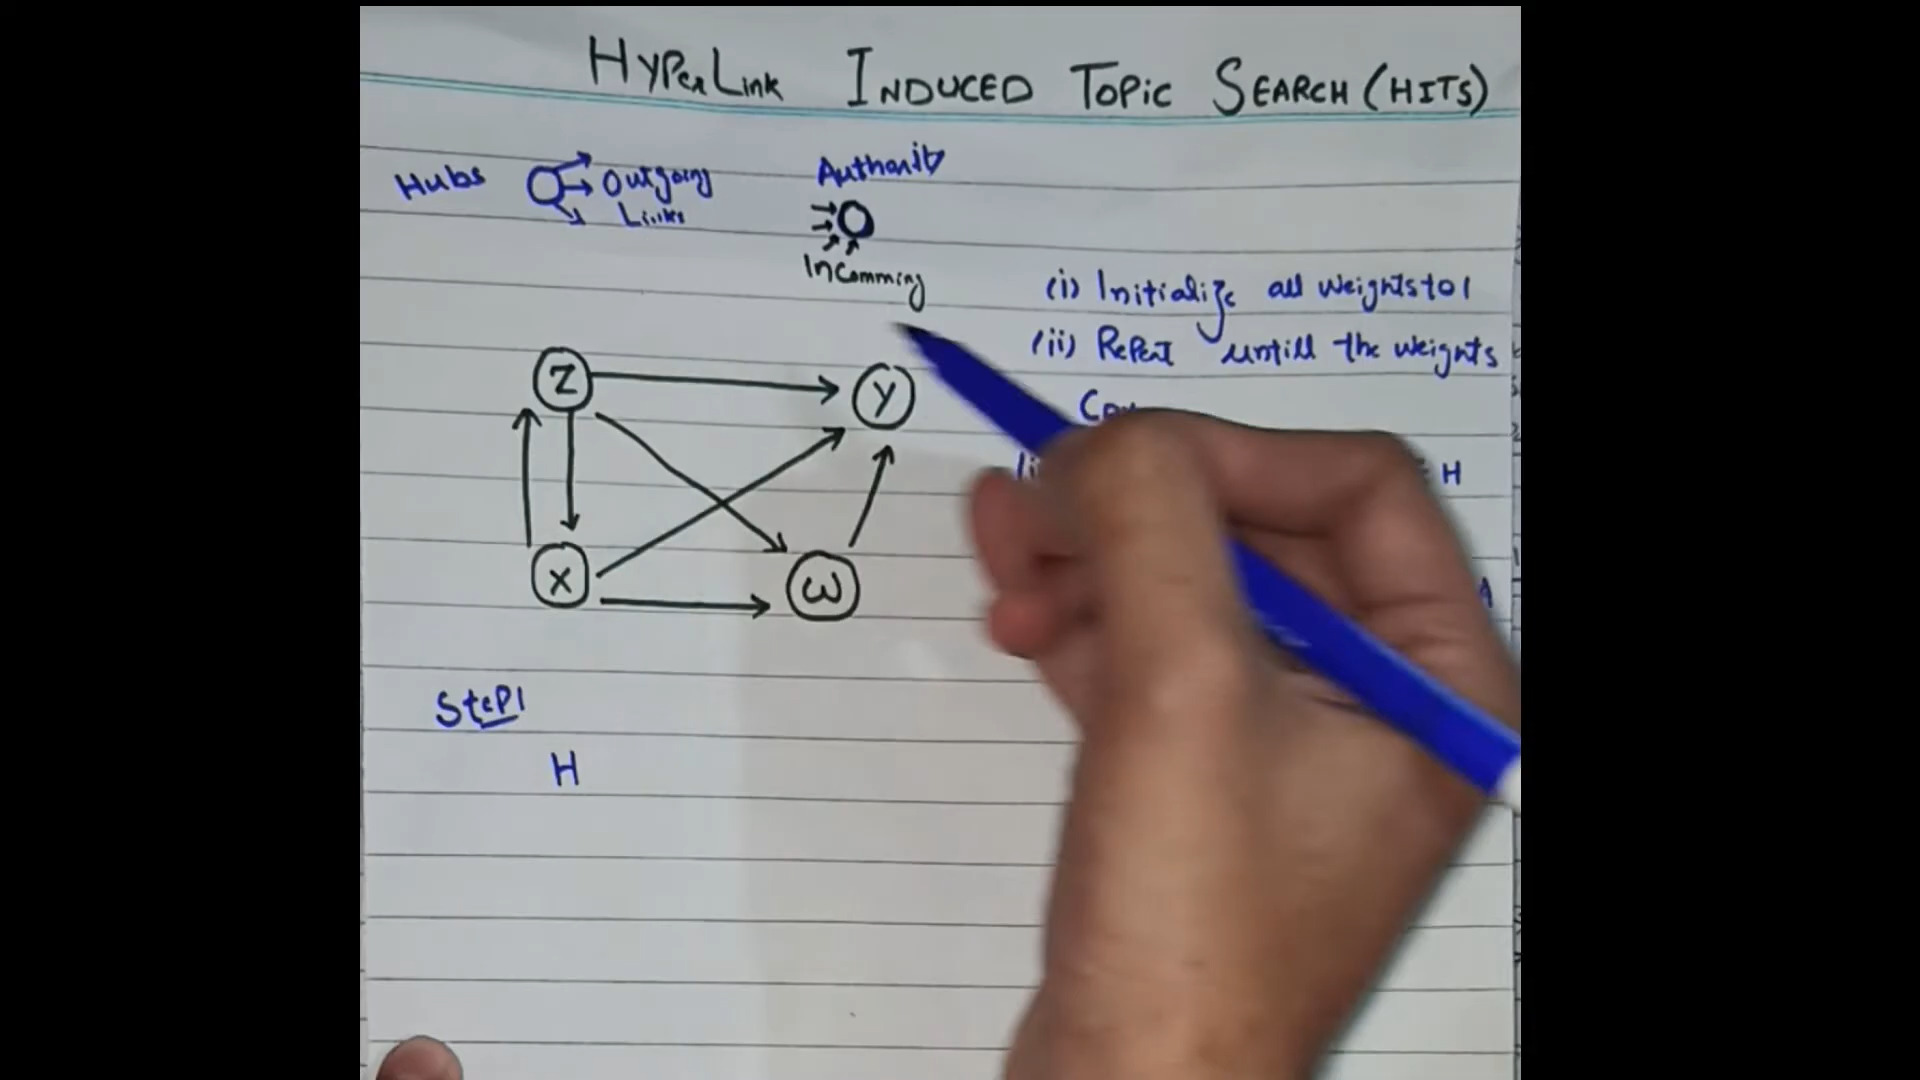 HyperLink INDUCED TOPic SEARCH (HITS)
Hubs Outgoing
Links
Authority
Incomming
(i) Initialize all weights to 1
(ii) Repeat untill the weights
H
Z
Y
X
W
Step1
H